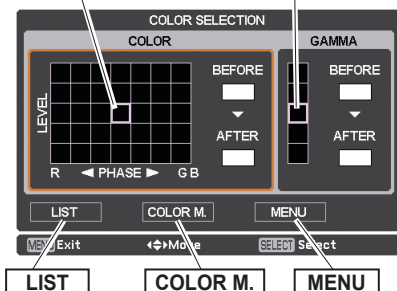 COLOR SELECTION
COLOR GAMMA
BEFORE BEFORE
LEVEL
AFTER AFTER
R ◄ PHASE ► G B
LIST COLOR M. MENU
MENU Exit Move SELECT Select
LIST COLOR M. MENU